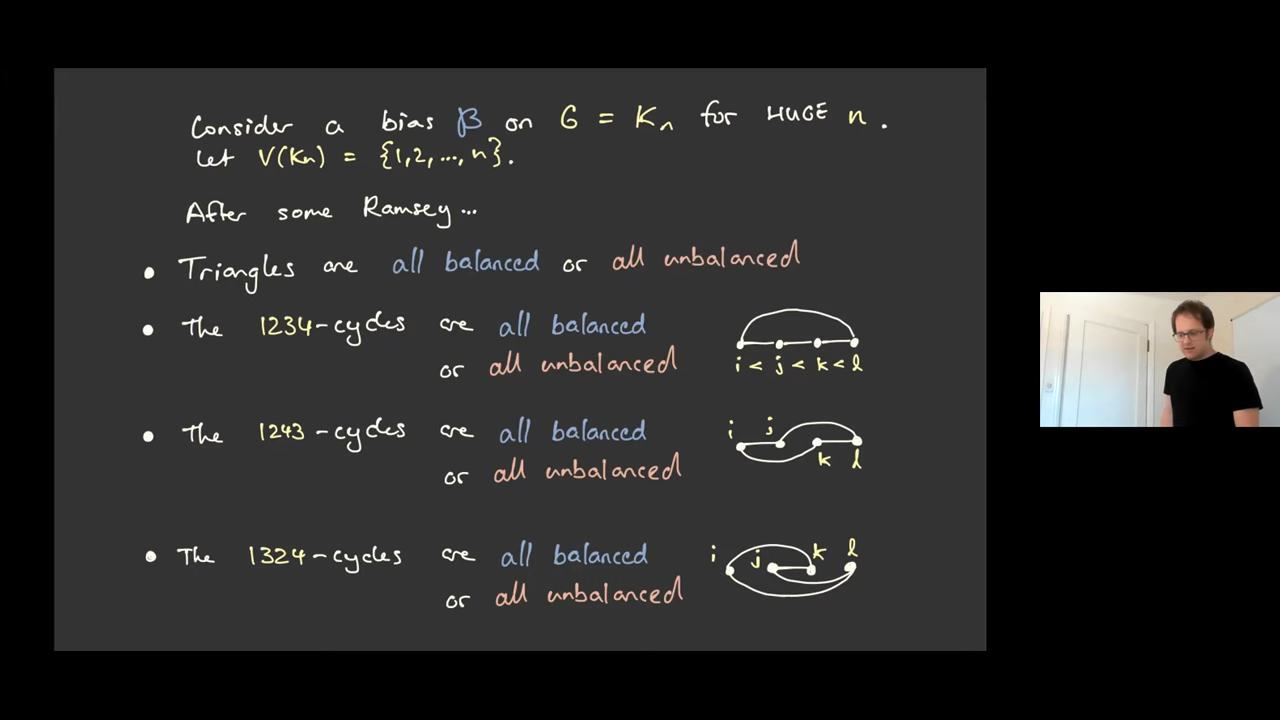 Consider a bias β on G = Kₙ for HUGE n.
Let V(Kₙ) = {1,2,...,n}.
After some Ramsey...
• Triangles are all balanced or all unbalanced
• The 1234-cycles are all balanced
or all unbalanced
i < j < k < l
• The 1243-cycles are all balanced
or all unbalanced
i j
k l
• The 1324-cycles are all balanced
or all unbalanced
i j k l